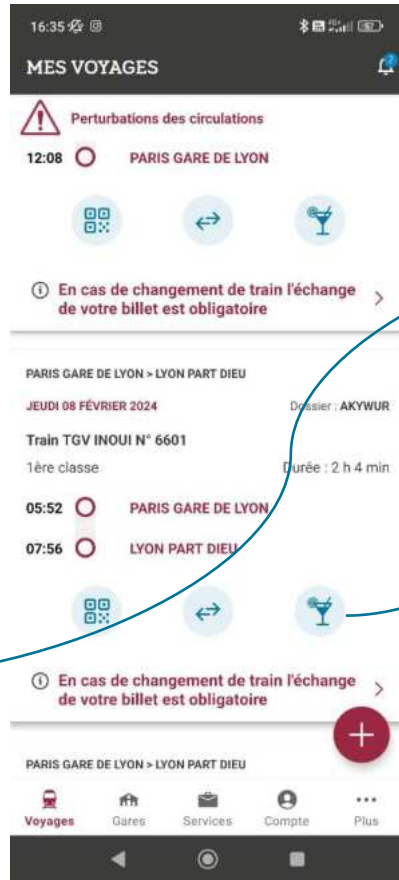 16:35
MES VOYAGES
2
Perturbations des circulations
12:08 PARIS GARE DE LYON
En cas de changement de train l'échange
de votre billet est obligatoire
PARIS GARE DE LYON > LYON PART DIEU
JEUDI 08 FÉVRIER 2024 Dossier : AKYWUR
Train TGV INOUI N° 6601
1ère classe Durée : 2 h 4 min
05:52 PARIS GARE DE LYON
07:56 LYON PART DIEU
En cas de changement de train l'échange
de votre billet est obligatoire
PARIS GARE DE LYON > LYON PART DIEU
Voyages Gares Services Compte Plus